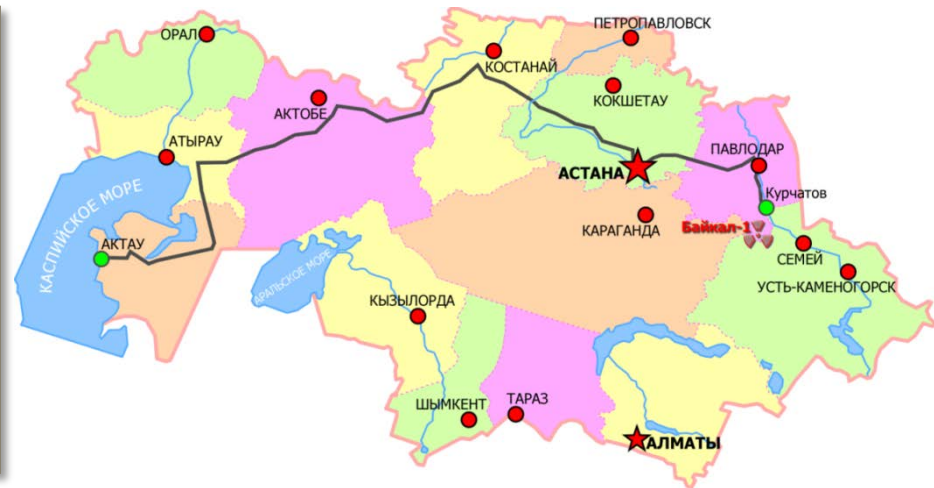 ПЕТРОПАВЛОВСК
ОРАЛ
КОСТАНАЙ
КОКШЕТАУ
АКТОБЕ
АТЫРАУ
ПАВЛОДАР
АСТАНА
Курчатов
КАСПИЙСКОЕ МОРЕ
КАРАГАНДА
Байкал-1
АКТАУ
СЕМЕЙ
АРАЛЬСКОЕ МОРЕ
УСТЬ-КАМЕНОГОРСК
КЫЗЫЛОРДА
ШЫМКЕНТ
ТАРАЗ
АЛМАТЫ